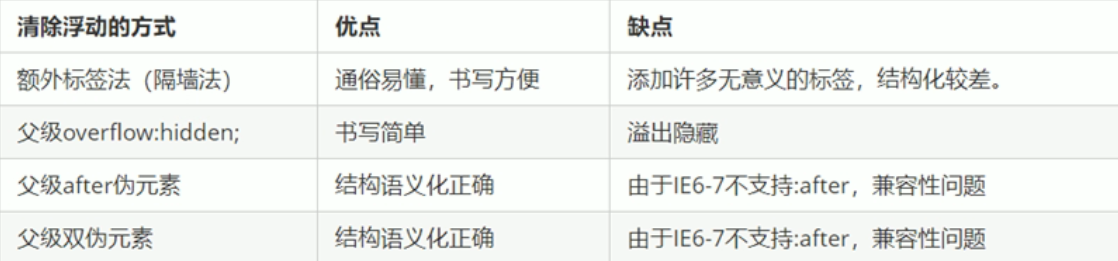 清除浮动的方式 优点 缺点
额外标签法（隔墙法） 通俗易懂，书写方便 添加许多无意义的标签，结构化较差。
父级overflow:hidden; 书写简单 溢出隐藏
父级after伪元素 结构语义化正确 由于IE6-7不支持:after，兼容性问题
父级双伪元素 结构语义化正确 由于IE6-7不支持:after，兼容性问题